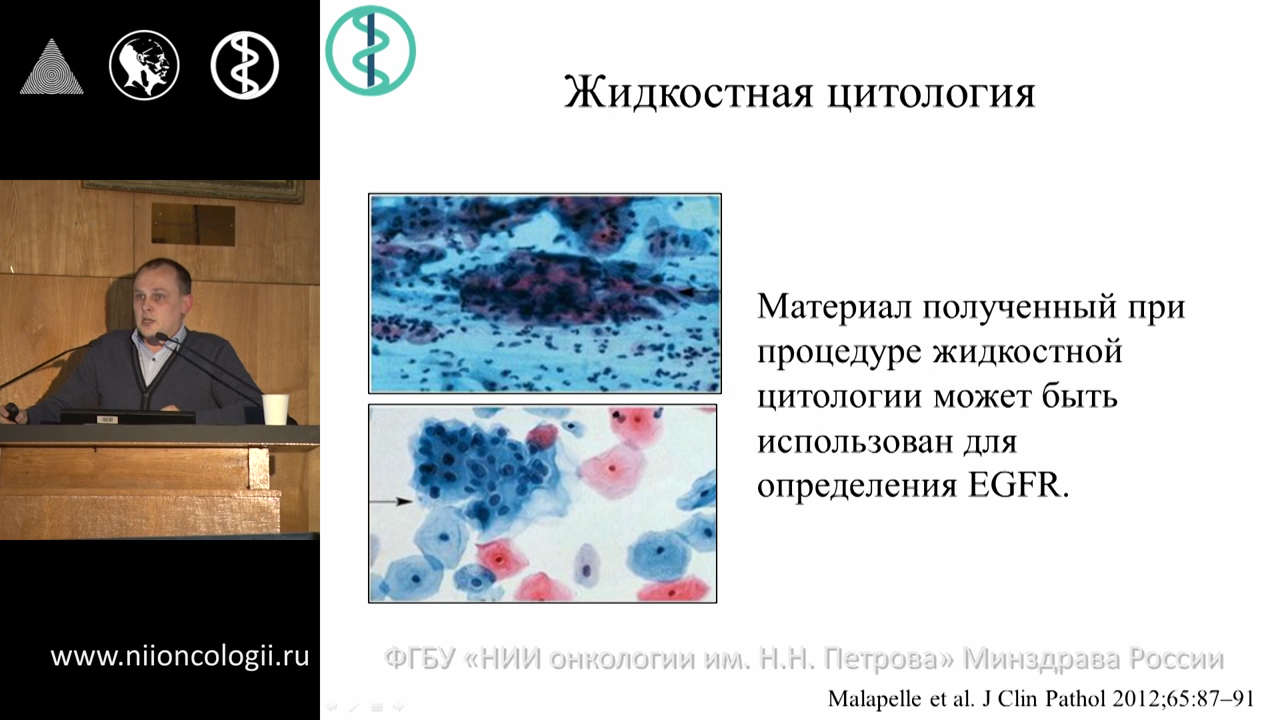 Жидкостная цитология
Материал полученный при
процедуре жидкостной
цитологии может быть
использован для
определения EGFR.
www.niioncologii.ru
ФГБУ «НИИ онкологии им. Н.Н. Петрова» Минздрава России
Malapelle et al. J Clin Pathol 2012;65:87–91